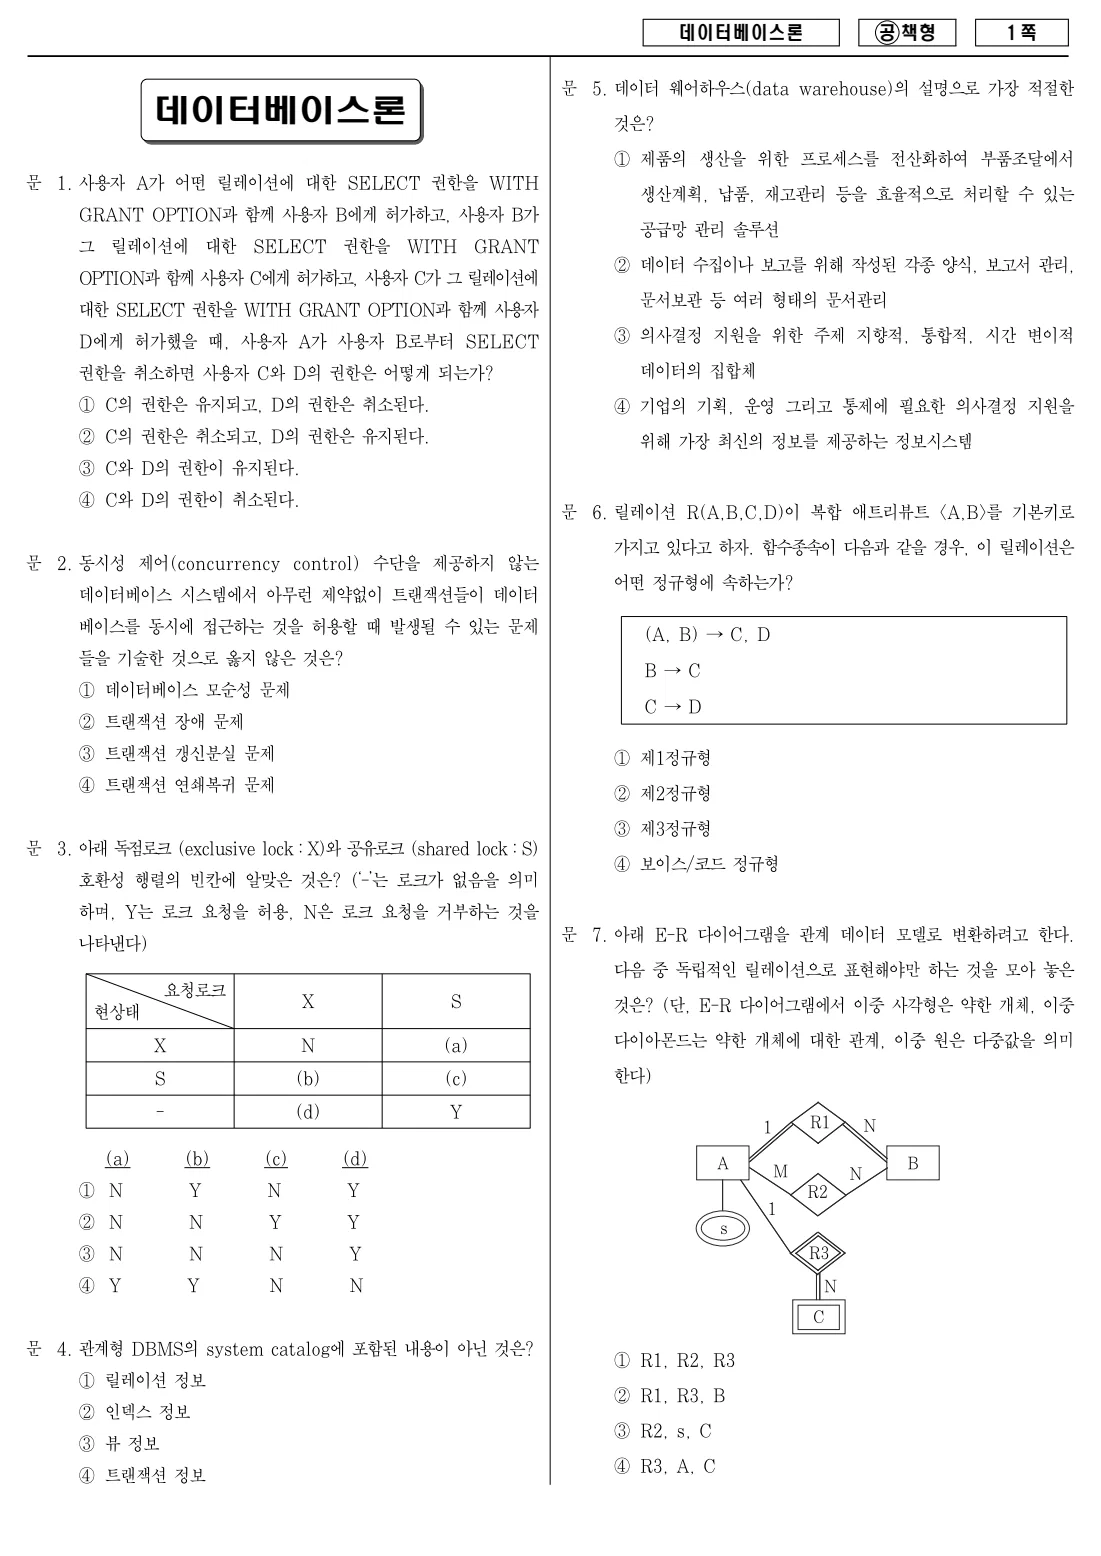 데이터베이스론
공책형
1쪽
데이터베이스론
문 1. 사용자 A가 어떤 릴레이션에 대한 SELECT 권한을 WITH
GRANT OPTION과 함께 사용자 B에게 허가하고, 사용자 B가
그 릴레이션에 대한 SELECT 권한을 WITH GRANT
OPTION과 함께 사용자 C에게 허가하고, 사용자 C가 그 릴레이션에
대한 SELECT 권한을 WITH GRANT OPTION과 함께 사용자
D에게 허가했을 때, 사용자 A가 사용자 B로부터 SELECT
권한을 취소하면 사용자 C와 D의 권한은 어떻게 되는가?
① C의 권한은 유지되고, D의 권한은 취소된다.
② C의 권한은 취소되고, D의 권한은 유지된다.
③ C와 D의 권한이 유지된다.
④ C와 D의 권한이 취소된다.
문 2. 동시성 제어(concurrency control) 수단을 제공하지 않는
데이터베이스 시스템에서 아무런 제약없이 트랜잭션들이 데이터
베이스를 동시에 접근하는 것을 허용할 때 발생될 수 있는 문제
들을 기술한 것으로 옳지 않은 것은?
① 데이터베이스 모순성 문제
② 트랜잭션 장애 문제
③ 트랜잭션 갱신분실 문제
④ 트랜잭션 연쇄복귀 문제
문 3. 아래 독점로크 (exclusive lock : X)와 공유로크 (shared lock : S)
호환성 행렬의 빈칸에 알맞은 것은? (‘-’는 로크가 없음을 의미
하며, Y는 로크 요청을 허용, N은 로크 요청을 거부하는 것을
나타낸다)
요청로크
현상태
X S
X N (a)
S (b) (c)
- (d) Y
(a) (b) (c) (d)
① N Y N Y
② N N Y Y
③ N N N Y
④ Y Y N N
문 4. 관계형 DBMS의 system catalog에 포함된 내용이 아닌 것은?
① 릴레이션 정보
② 인덱스 정보
③ 뷰 정보
④ 트랜잭션 정보
문 5. 데이터 웨어하우스(data warehouse)의 설명으로 가장 적절한
것은?
① 제품의 생산을 위한 프로세스를 전산화하여 부품조달에서
생산계획, 납품, 재고관리 등을 효율적으로 처리할 수 있는
공급망 관리 솔루션
② 데이터 수집이나 보고를 위해 작성된 각종 양식, 보고서 관리,
문서보관 등 여러 형태의 문서관리
③ 의사결정 지원을 위한 주제 지향적, 통합적, 시간 변이적
데이터의 집합체
④ 기업의 기획, 운영 그리고 통제에 필요한 의사결정 지원을
위해 가장 최신의 정보를 제공하는 정보시스템
문 6. 릴레이션 R(A,B,C,D)이 복합 애트리뷰트 〈A,B〉를 기본키로
가지고 있다고 하자. 함수종속이 다음과 같을 경우, 이 릴레이션은
어떤 정규형에 속하는가?
(A, B) → C, D
B → C
C → D
① 제1정규형
② 제2정규형
③ 제3정규형
④ 보이스/코드 정규형
문 7. 아래 E-R 다이어그램을 관계 데이터 모델로 변환하려고 한다.
다음 중 독립적인 릴레이션으로 표현해야만 하는 것을 모아 놓은
것은? (단, E-R 다이어그램에서 이중 사각형은 약한 개체, 이중
다이아몬드는 약한 개체에 대한 관계, 이중 원은 다중값을 의미
한다)
1 R1 N
A B
M R2 N
s
1
R3
N
C
① R1, R2, R3
② R1, R3, B
③ R2, s, C
④ R3, A, C